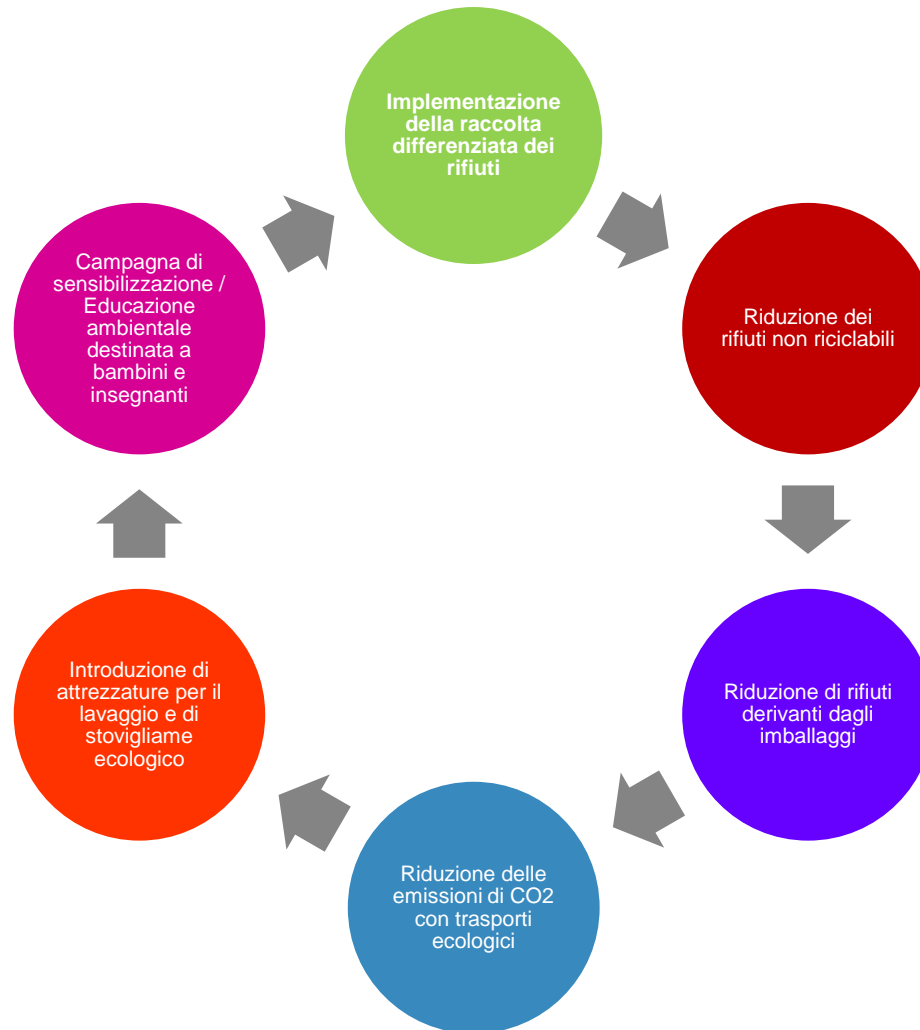 Implementazione
della raccolta
differenziata dei
rifiuti
Riduzione dei
rifiuti non riciclabili
Riduzione di rifiuti
derivanti dagli
imballaggi
Riduzione delle
emissioni di CO2
con trasporti
ecologici
Introduzione di
attrezzature per il
lavaggio e di
stovigliame
ecologico
Campagna di
sensibilizzazione /
Educazione
ambientale
destinata a
bambini e
insegnanti